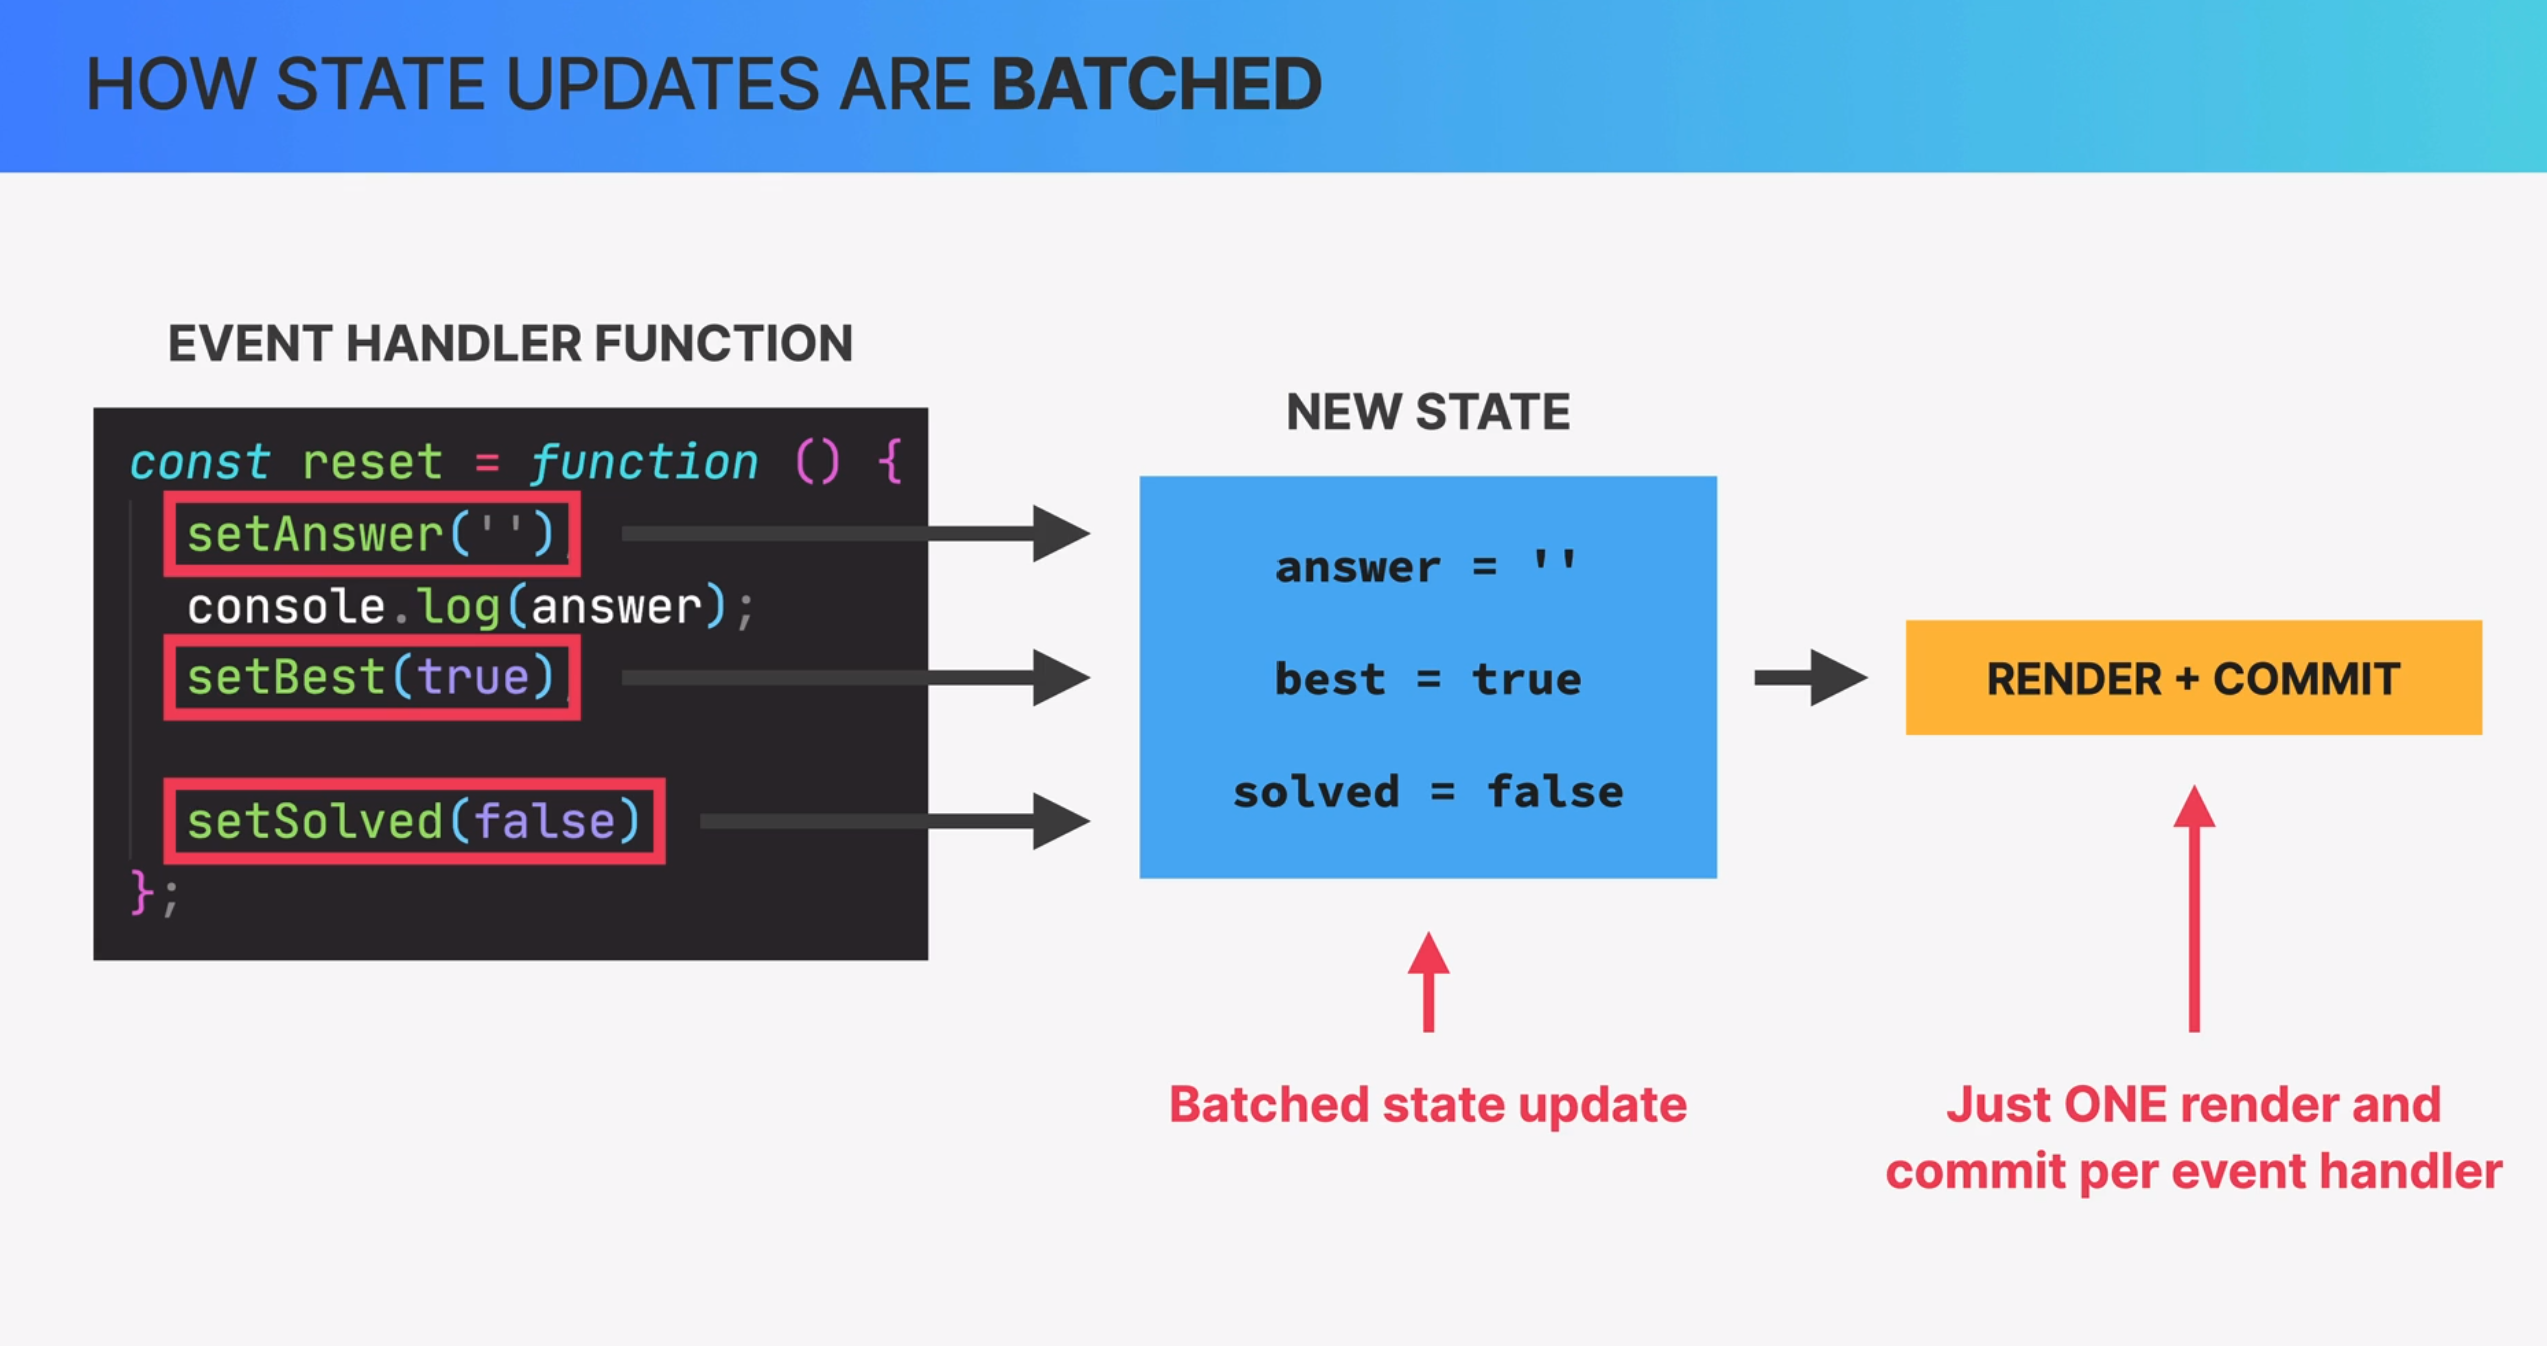 HOW STATE UPDATES ARE BATCHED
EVENT HANDLER FUNCTION
const reset = function () {
setAnswer('')
console.log(answer);
setBest(true)
setSolved(false)
};
NEW STATE
answer = ''
best = true
solved = false
RENDER + COMMIT
Batched state update
Just ONE render and
commit per event handler